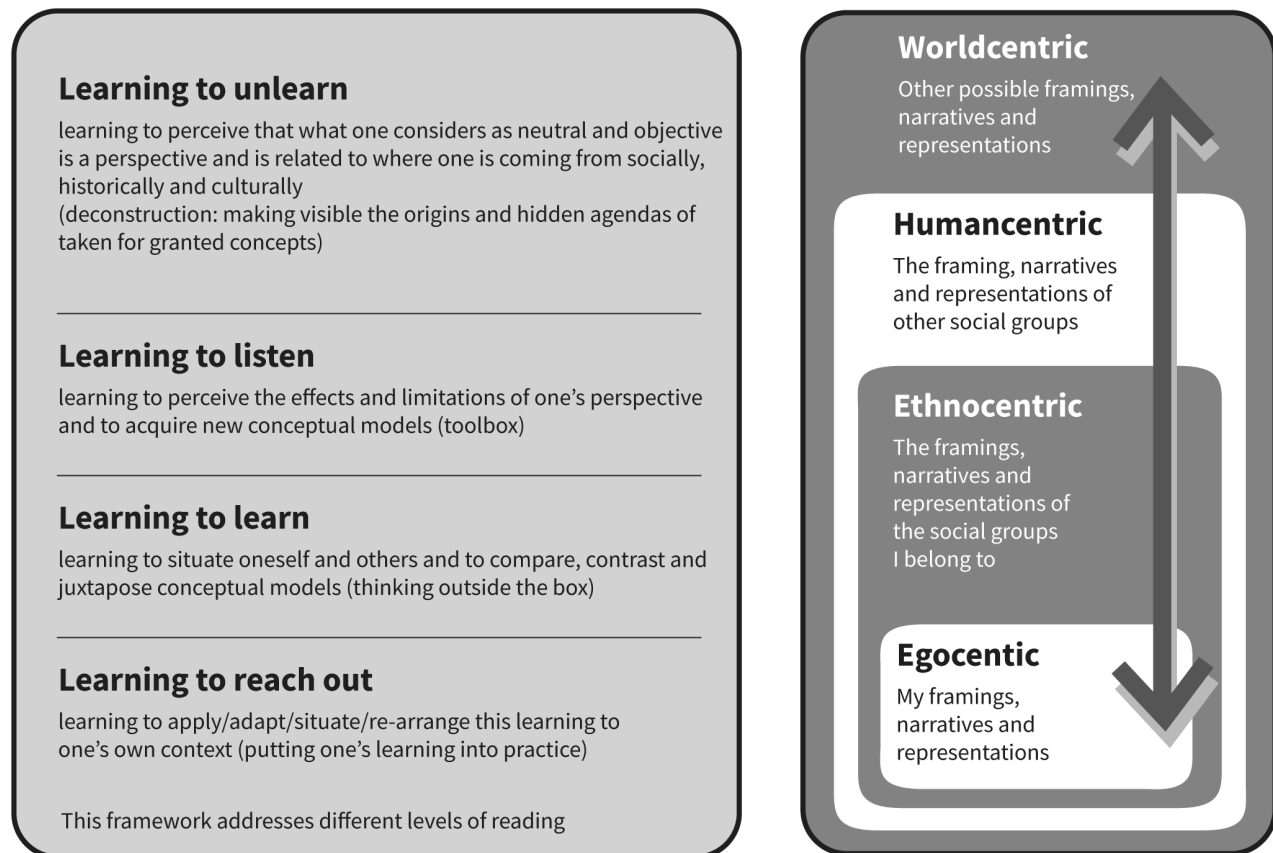 Learning to unlearn
learning to perceive that what one considers as neutral and objective
is a perspective and is related to where one is coming from socially,
historically and culturally
(deconstruction: making visible the origins and hidden agendas of
taken for granted concepts)
Learning to listen
learning to perceive the effects and limitations of one’s perspective
and to acquire new conceptual models (toolbox)
Learning to learn
learning to situate oneself and others and to compare, contrast and
juxtapose conceptual models (thinking outside the box)
Learning to reach out
learning to apply/adapt/situate/re-arrange this learning to
one’s own context (putting one’s learning into practice)
This framework addresses different levels of reading
Worldcentric
Other possible framings,
narratives and
representations
Humancentric
The framing, narratives
and representations of
other social groups
Ethnocentric
The framings,
narratives and
representations of
the social groups
I belong to
Egocentic
My framings,
narratives and
representations